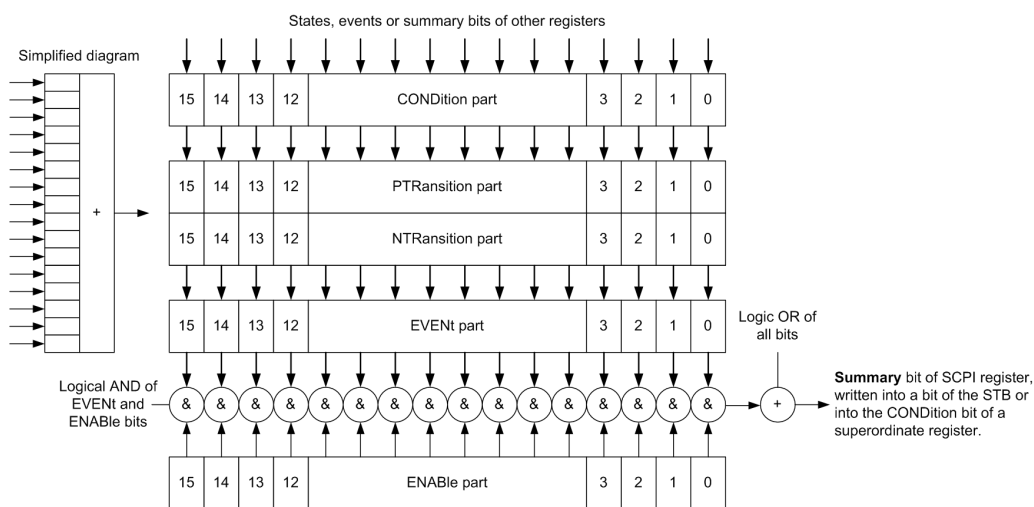 States, events or summary bits of other registers
Simplified diagram
15 14 13 12 CONDition part 3 2 1 0
15 14 13 12 PTRansition part 3 2 1 0
+
15 14 13 12 NTRansition part 3 2 1 0
15 14 13 12 EVENt part 3 2 1 0
Logic OR of
all bits
Logical AND of
EVENt and
ENABle bits
& & & & & & & & & & & & & & & &
+
Summary bit of SCPI register,
written into a bit of the STB or
into the CONDition bit of a
superordinate register.
15 14 13 12 ENABle part 3 2 1 0